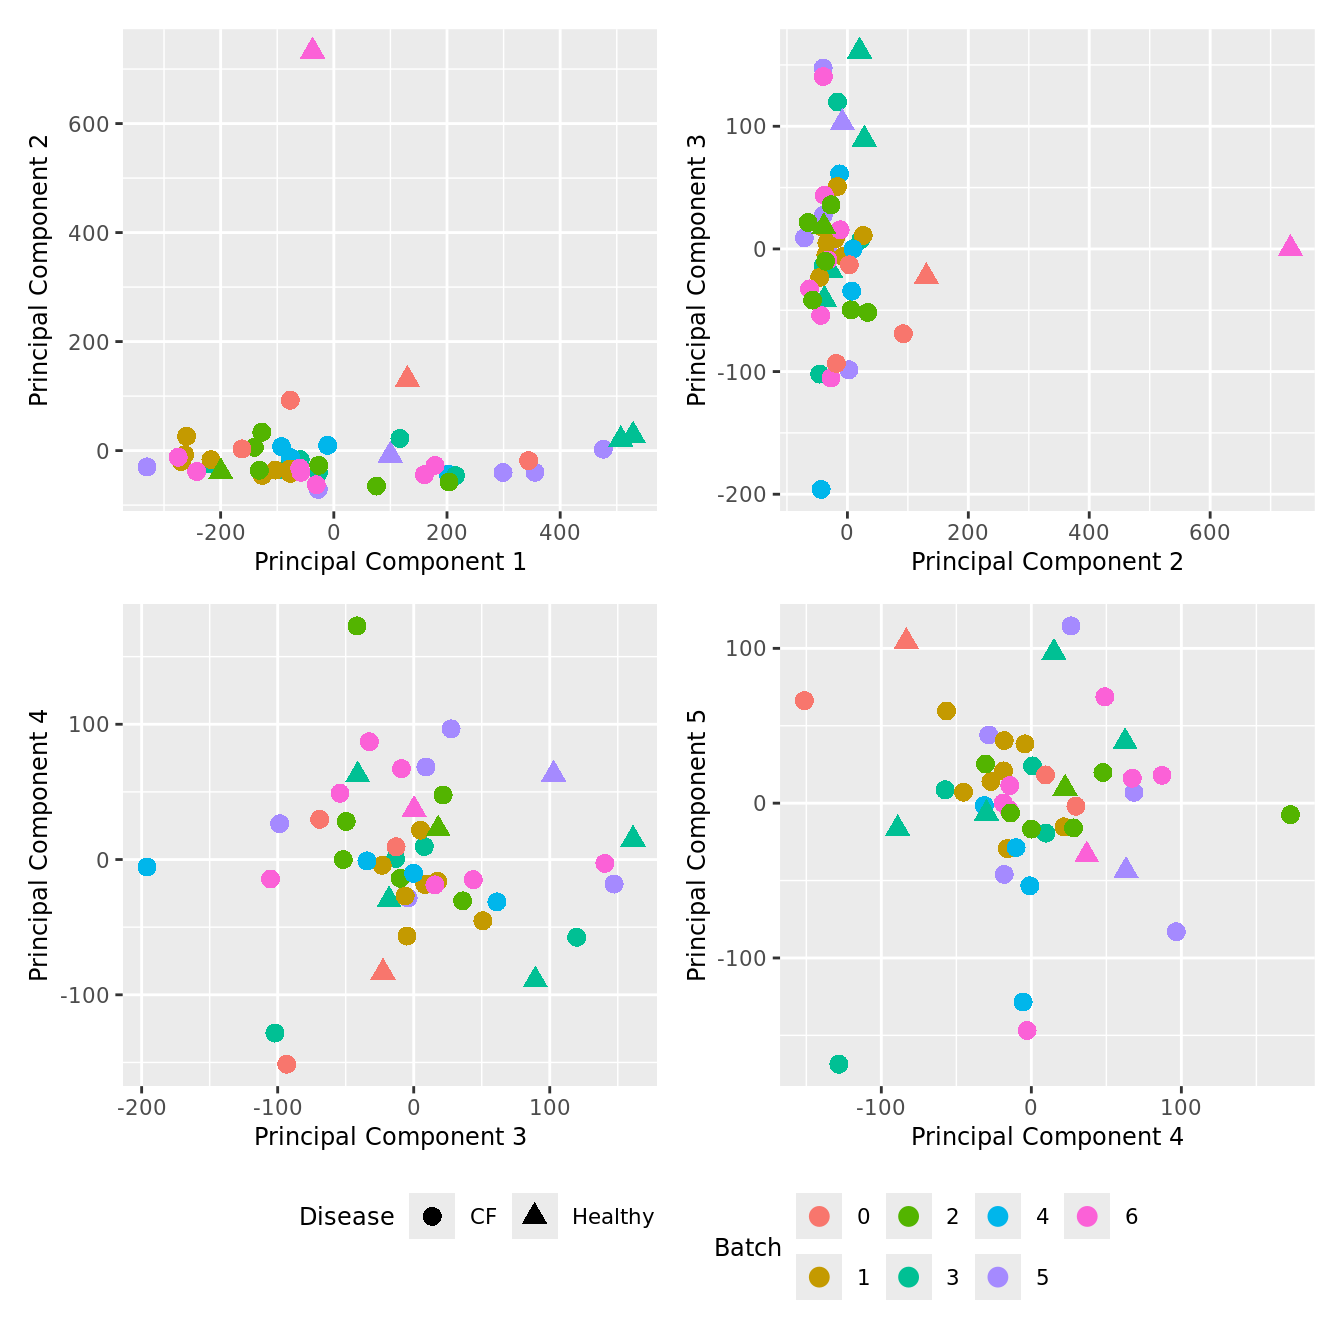 Principal Component 2
600
400
200
0
-200 0 200 400
Principal Component 1
Principal Component 3
100
0
-100
-200
0 200 400 600
Principal Component 2
Principal Component 4
100
0
-100
-200 -100 0 100
Principal Component 3
Principal Component 5
100
0
-100
-100 0 100
Principal Component 4
Disease CF Healthy
Batch
0 2 4 6
1 3 5